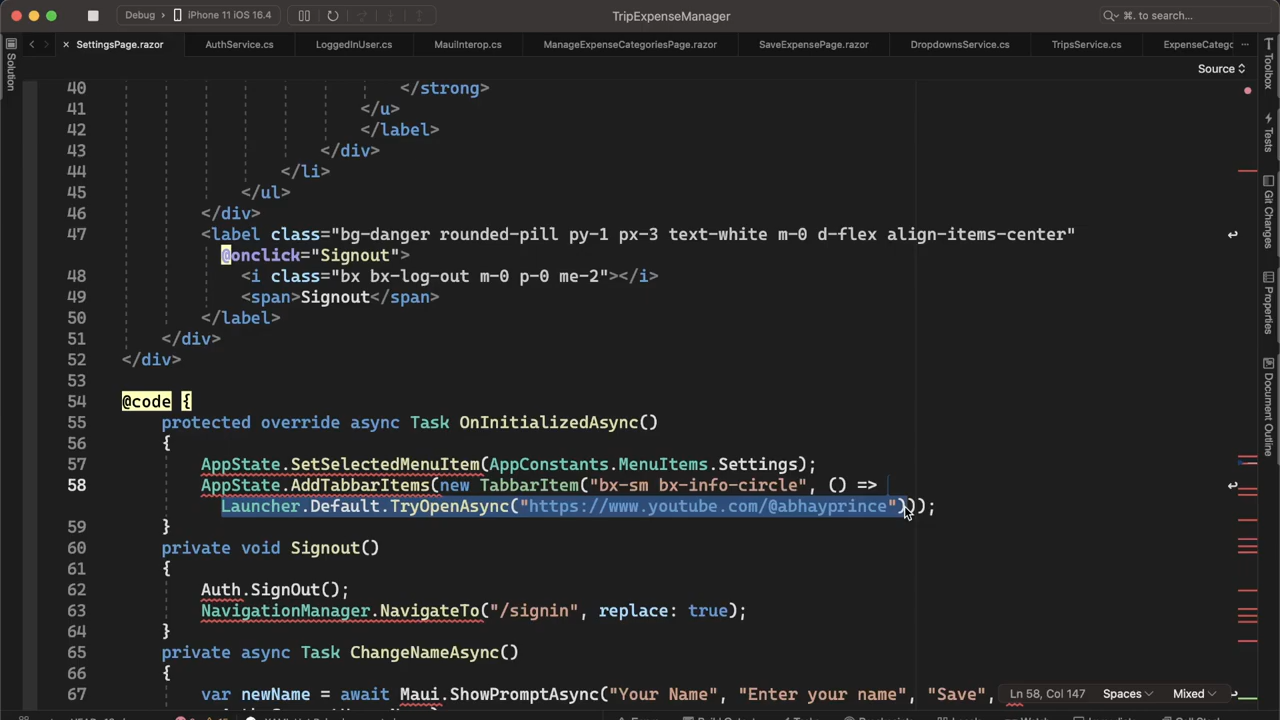 Debug
iPhone 11 iOS 16.4
TripExpenseManager
⌘. to search...
SettingsPage.razor
AuthService.cs
LoggedInUser.cs
MauiInterop.cs
ManageExpenseCategoriesPage.razor
SaveExpensePage.razor
DropdownsService.cs
TripsService.cs
ExpenseCateg
Solution
Toolbox
Tests
Git Changes
Properties
Document Outline
Source
40 </strong>
41 </u>
42 </label>
43 </div>
44 </li>
45 </ul>
46 </div>
47 <label class="bg-danger rounded-pill py-1 px-3 text-white m-0 d-flex align-items-center"
@onclick="Signout">
48 <i class="bx bx-log-out m-0 p-0 me-2"></i>
49 <span>Signout</span>
50 </label>
51 </div>
52 </div>
53
54 @code {
55 protected override async Task OnInitializedAsync()
56 {
57 AppState.SetSelectedMenuItem(AppConstants.MenuItems.Settings);
58 AppState.AddTabbarItems(new TabbarItem("bx-sm bx-info-circle", () =>
Launcher.Default.TryOpenAsync("https://www.youtube.com/@abhayprince")));
59 }
60 private void Signout()
61 {
62 Auth.SignOut();
63 NavigationManager.NavigateTo("/signin", replace: true);
64 }
65 private async Task ChangeNameAsync()
66 {
67 var newName = await Maui.ShowPromptAsync("Your Name", "Enter your name", "Save",
Ln 58, Col 147
Spaces
Mixed